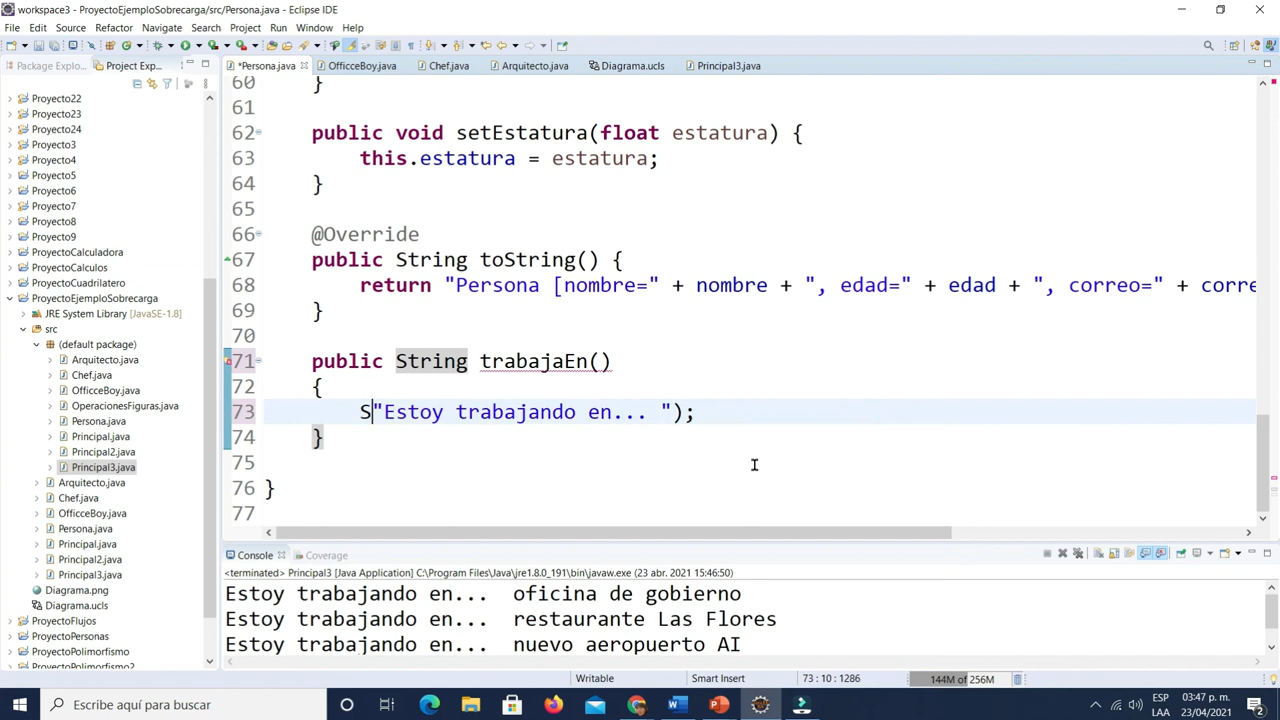 workspace3 - ProyectoEjemploSobrecarga/src/Persona.java - Eclipse IDE
File Edit Source Refactor Navigate Search Project Run Window Help
Package Explo... Project Exp... *Persona.java OfficceBoy.java Chef.java Arquitecto.java Diagrama.ucls Principal3.java
Proyecto22
Proyecto23
Proyecto24
Proyecto3
Proyecto4
Proyecto5
Proyecto6
Proyecto7
Proyecto8
Proyecto9
ProyectoCalculadora
ProyectoCalculos
ProyectoCuadrilatero
ProyectoEjemploSobrecarga
JRE System Library [JavaSE-1.8]
src
(default package)
Arquitecto.java
Chef.java
OfficceBoy.java
OperacionesFiguras.java
Persona.java
Principal.java
Principal2.java
Principal3.java
Arquitecto.java
Chef.java
OfficceBoy.java
Persona.java
Principal.java
Principal2.java
Principal3.java
Diagrama.png
Diagrama.ucls
ProyectoFlujos
ProyectoPersonas
ProyectoPolimorfismo
ProyectoPolimorfismo2
60 }
61
62 public void setEstatura(float estatura) {
63 this.estatura = estatura;
64 }
65
66 @Override
67 public String toString() {
68 return "Persona [nombre=" + nombre + ", edad=" + edad + ", correo=" + corre
69 }
70
71 public String trabajaEn()
72 {
73 S"Estoy trabajando en... ");
74 }
75
76 }
77
Console Coverage
<terminated> Principal3 [Java Application] C:\Program Files\Java\jre1.8.0_191\bin\javaw.exe (23 abr. 2021 15:46:50)
Estoy trabajando en... oficina de gobierno
Estoy trabajando en... restaurante Las Flores
Estoy trabajando en... nuevo aeropuerto AI
Writable Smart Insert 73 : 10 : 1286 144M of 256M
Escribe aquí para buscar
ESP
LAA
03:47 p. m.
23/04/2021
2